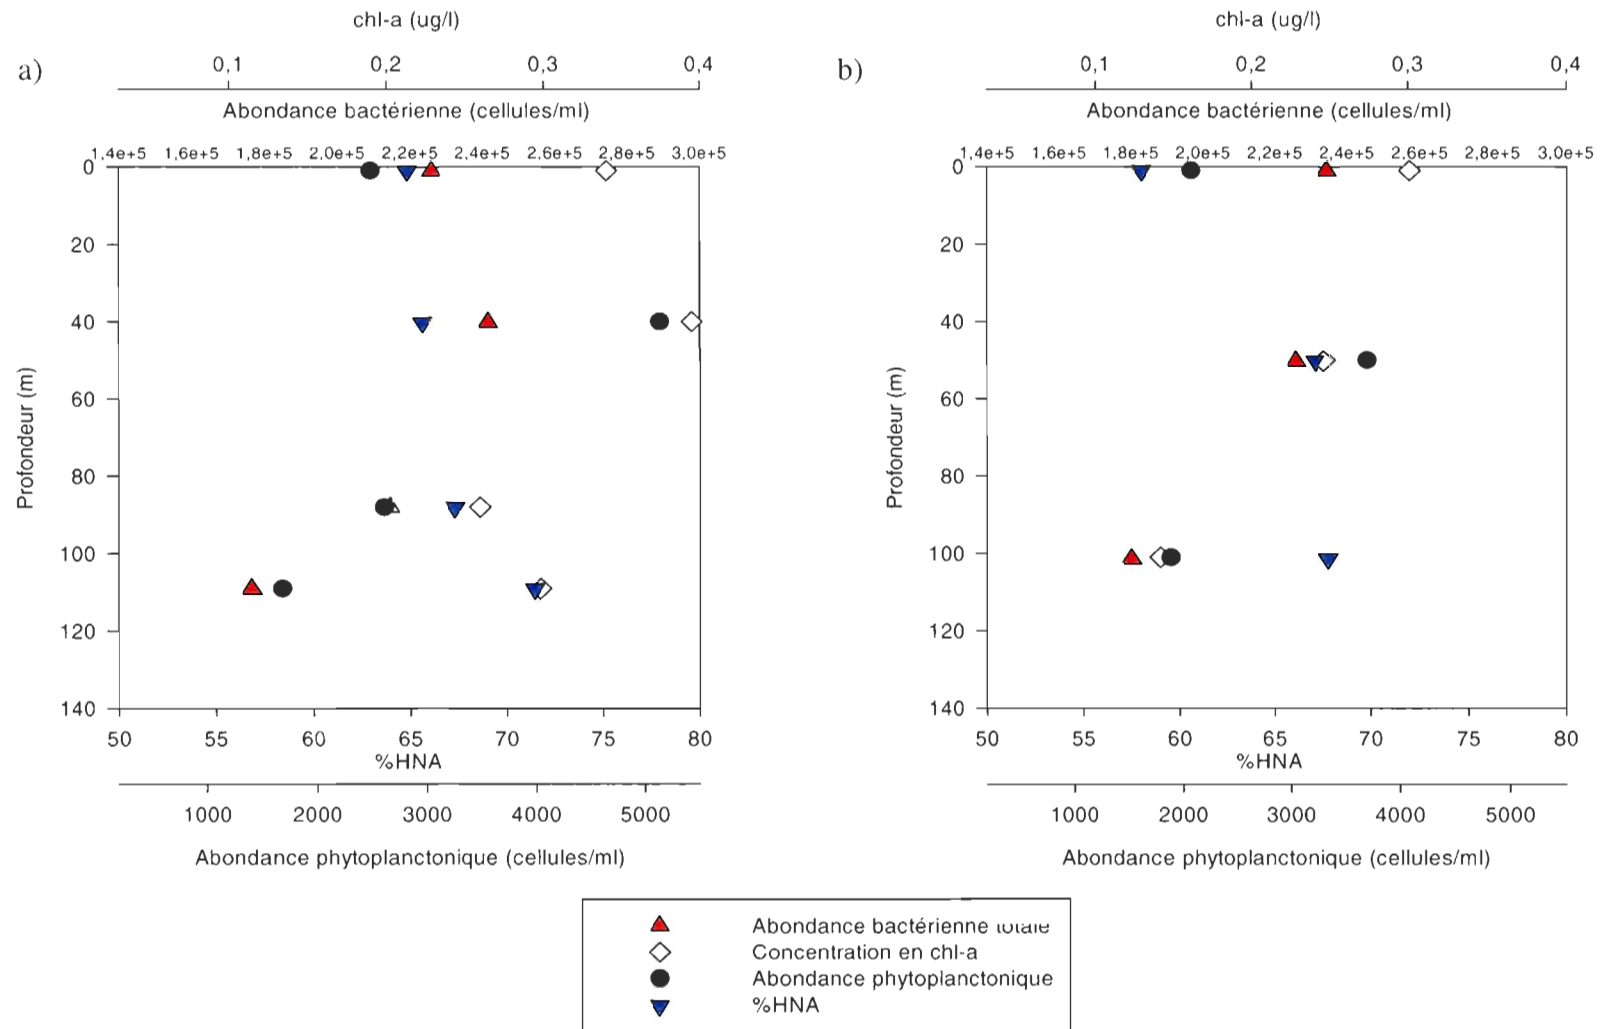 chl-a (ug/l)
a) 0,1 0,2 0,3 0,4
Abondance bactérienne (cellules/ml)
1,4e+5 1,6e+5 1,8e+5 2,0e+5 2,2e+5 2,4e+5 2,6e+5 2,8e+5 3,0e+5
0
20
40
60
80
100
120
140
Profondeur (m)
50 55 60 65 70 75 80
%HNA
1000 2000 3000 4000 5000
Abondance phytoplanctonique (cellules/ml)
chl-a (ug/l)
b) 0,1 0,2 0,3 0,4
Abondance bactérienne (cellules/ml)
1,4e+5 1,6e+5 1,8e+5 2,0e+5 2,2e+5 2,4e+5 2,6e+5 2,8e+5 3,0e+5
0
20
40
60
80
100
120
140
Profondeur (m)
50 55 60 65 70 75 80
%HNA
1000 2000 3000 4000 5000
Abondance phytoplanctonique (cellules/ml)
Abondance bactérienne totale
Concentration en chl-a
Abondance phytoplanctonique
%HNA